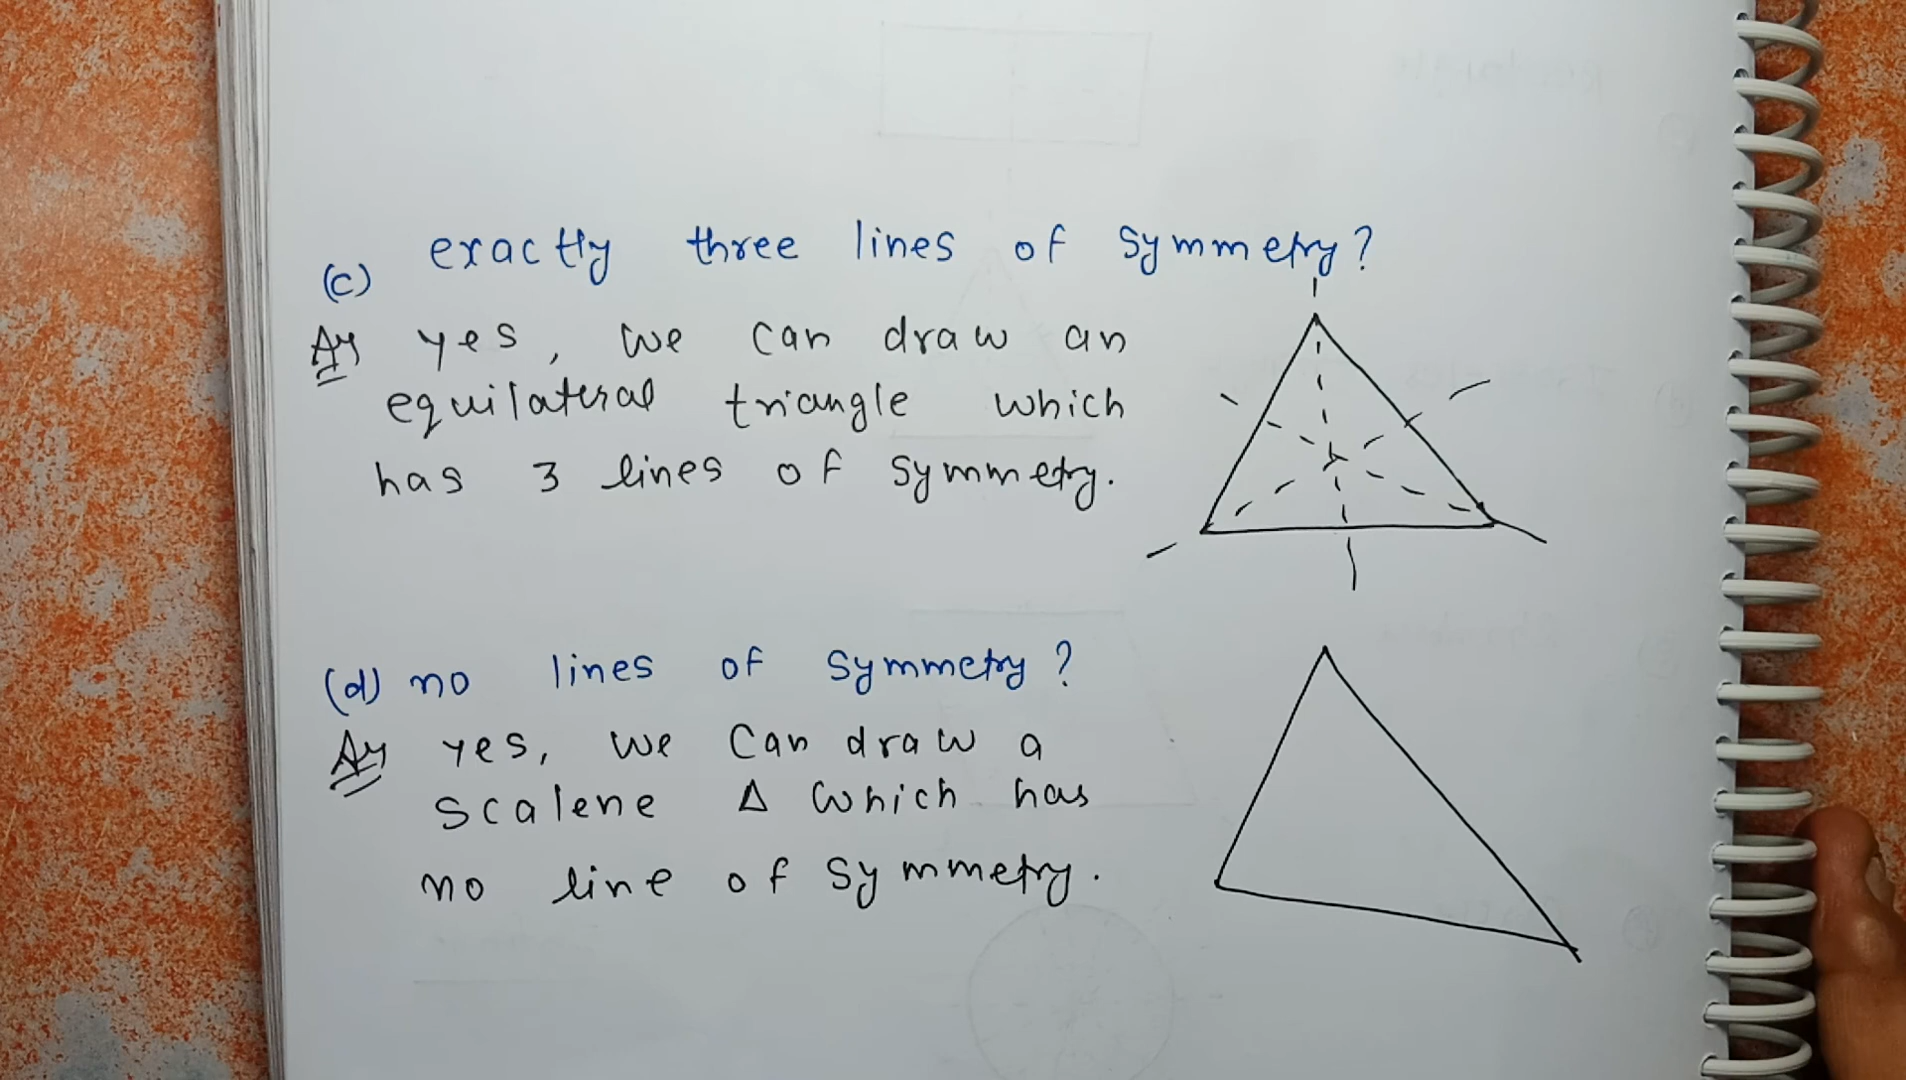 (c) exactly three lines of symmetry?
Ans yes, we can draw an
equilateral triangle which
has 3 lines of symmetry.
(d) no lines of symmetry?
Ans yes, we can draw a
scalene Δ which has
no line of symmetry.